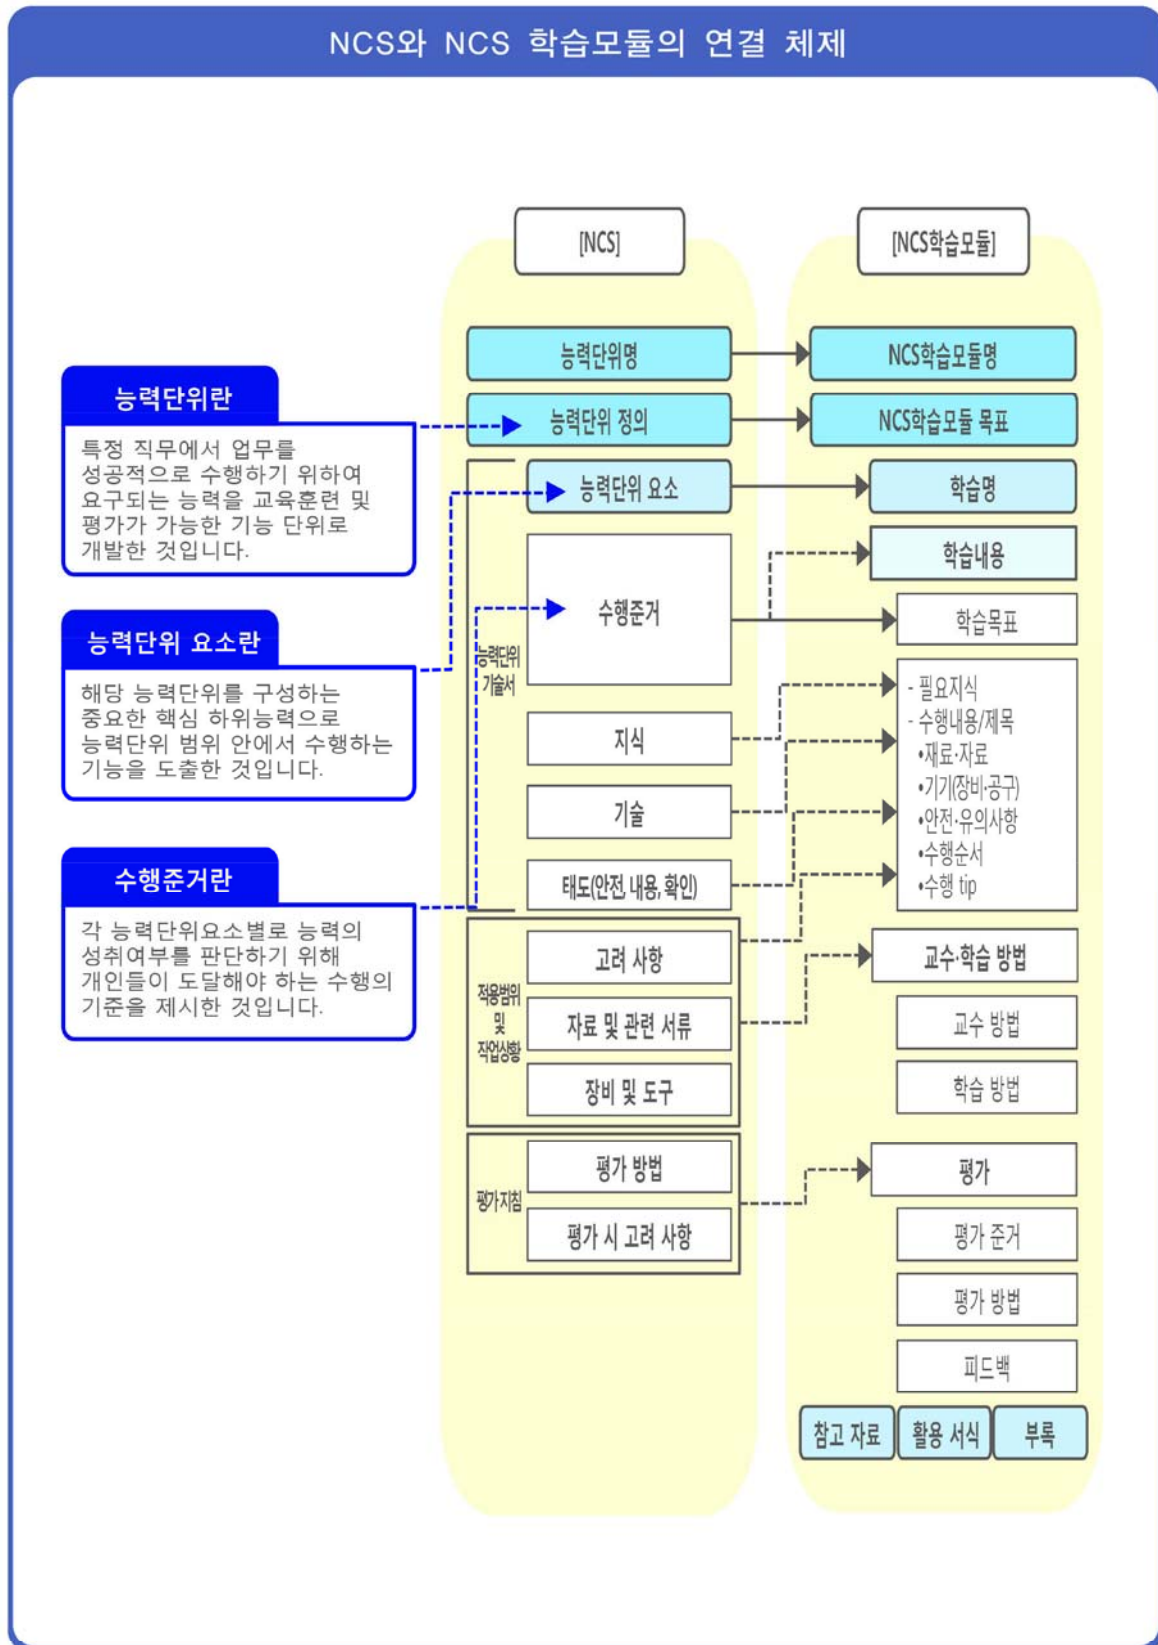 NCS와 NCS 학습모듈의 연결 체제
능력단위란
특정 직무에서 업무를
성공적으로 수행하기 위하여
요구되는 능력을 교육훈련 및
평가가 가능한 기능 단위로
개발한 것입니다.
능력단위 요소란
해당 능력단위를 구성하는
중요한 핵심 하위능력으로
능력단위 범위 안에서 수행하는
기능을 도출한 것입니다.
수행준거란
각 능력단위요소별로 능력의
성취여부를 판단하기 위해
개인들이 도달해야 하는 수행의
기준을 제시한 것입니다.
[NCS]
능력단위명
능력단위 정의
능력단위
기술서
능력단위 요소
수행준거
지식
기술
태도(안전, 내용, 확인)
적용범위
및
작업상황
고려 사항
자료 및 관련 서류
장비 및 도구
평가지침
평가 방법
평가 시 고려 사항
[NCS학습모듈]
NCS학습모듈명
NCS학습모듈 목표
학습명
학습내용
학습목표
- 필요지식
- 수행내용/제목
•재료·자료
•기기(장비·공구)
•안전·유의사항
•수행순서
•수행 tip
교수·학습 방법
교수 방법
학습 방법
평가
평가 준거
평가 방법
피드백
참고 자료
활용 서식
부록